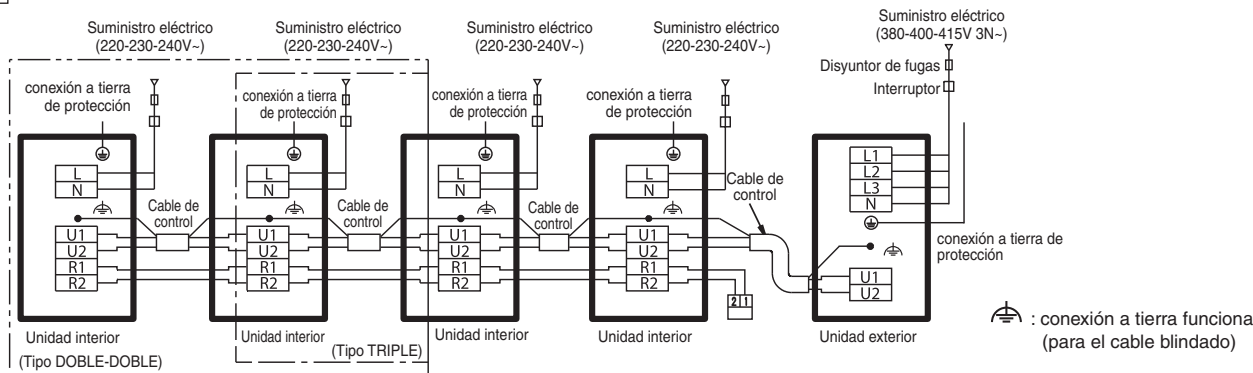 Suministro eléctrico
(220-230-240V~)
Suministro eléctrico
(220-230-240V~)
Suministro eléctrico
(220-230-240V~)
Suministro eléctrico
(220-230-240V~)
Suministro eléctrico
(380-400-415V 3N~)
Disyuntor de fugas
Interruptor
conexión a tierra
de protección
conexión a tierra
de protección
conexión a tierra
de protección
conexión a tierra
de protección
L
N
L
N
L
N
L
N
L1
L2
L3
N
Cable de
control
Cable de
control
Cable de
control
Cable de
control
conexión a tierra de
protección
U1
U2
R1
R2
U1
U2
R1
R2
U1
U2
R1
R2
U1
U2
R1
R2
2 1
U1
U2
Unidad interior
(Tipo DOBLE-DOBLE)
Unidad interior
(Tipo TRIPLE)
Unidad interior
Unidad interior
Unidad exterior
: conexión a tierra funciona
(para el cable blindado)